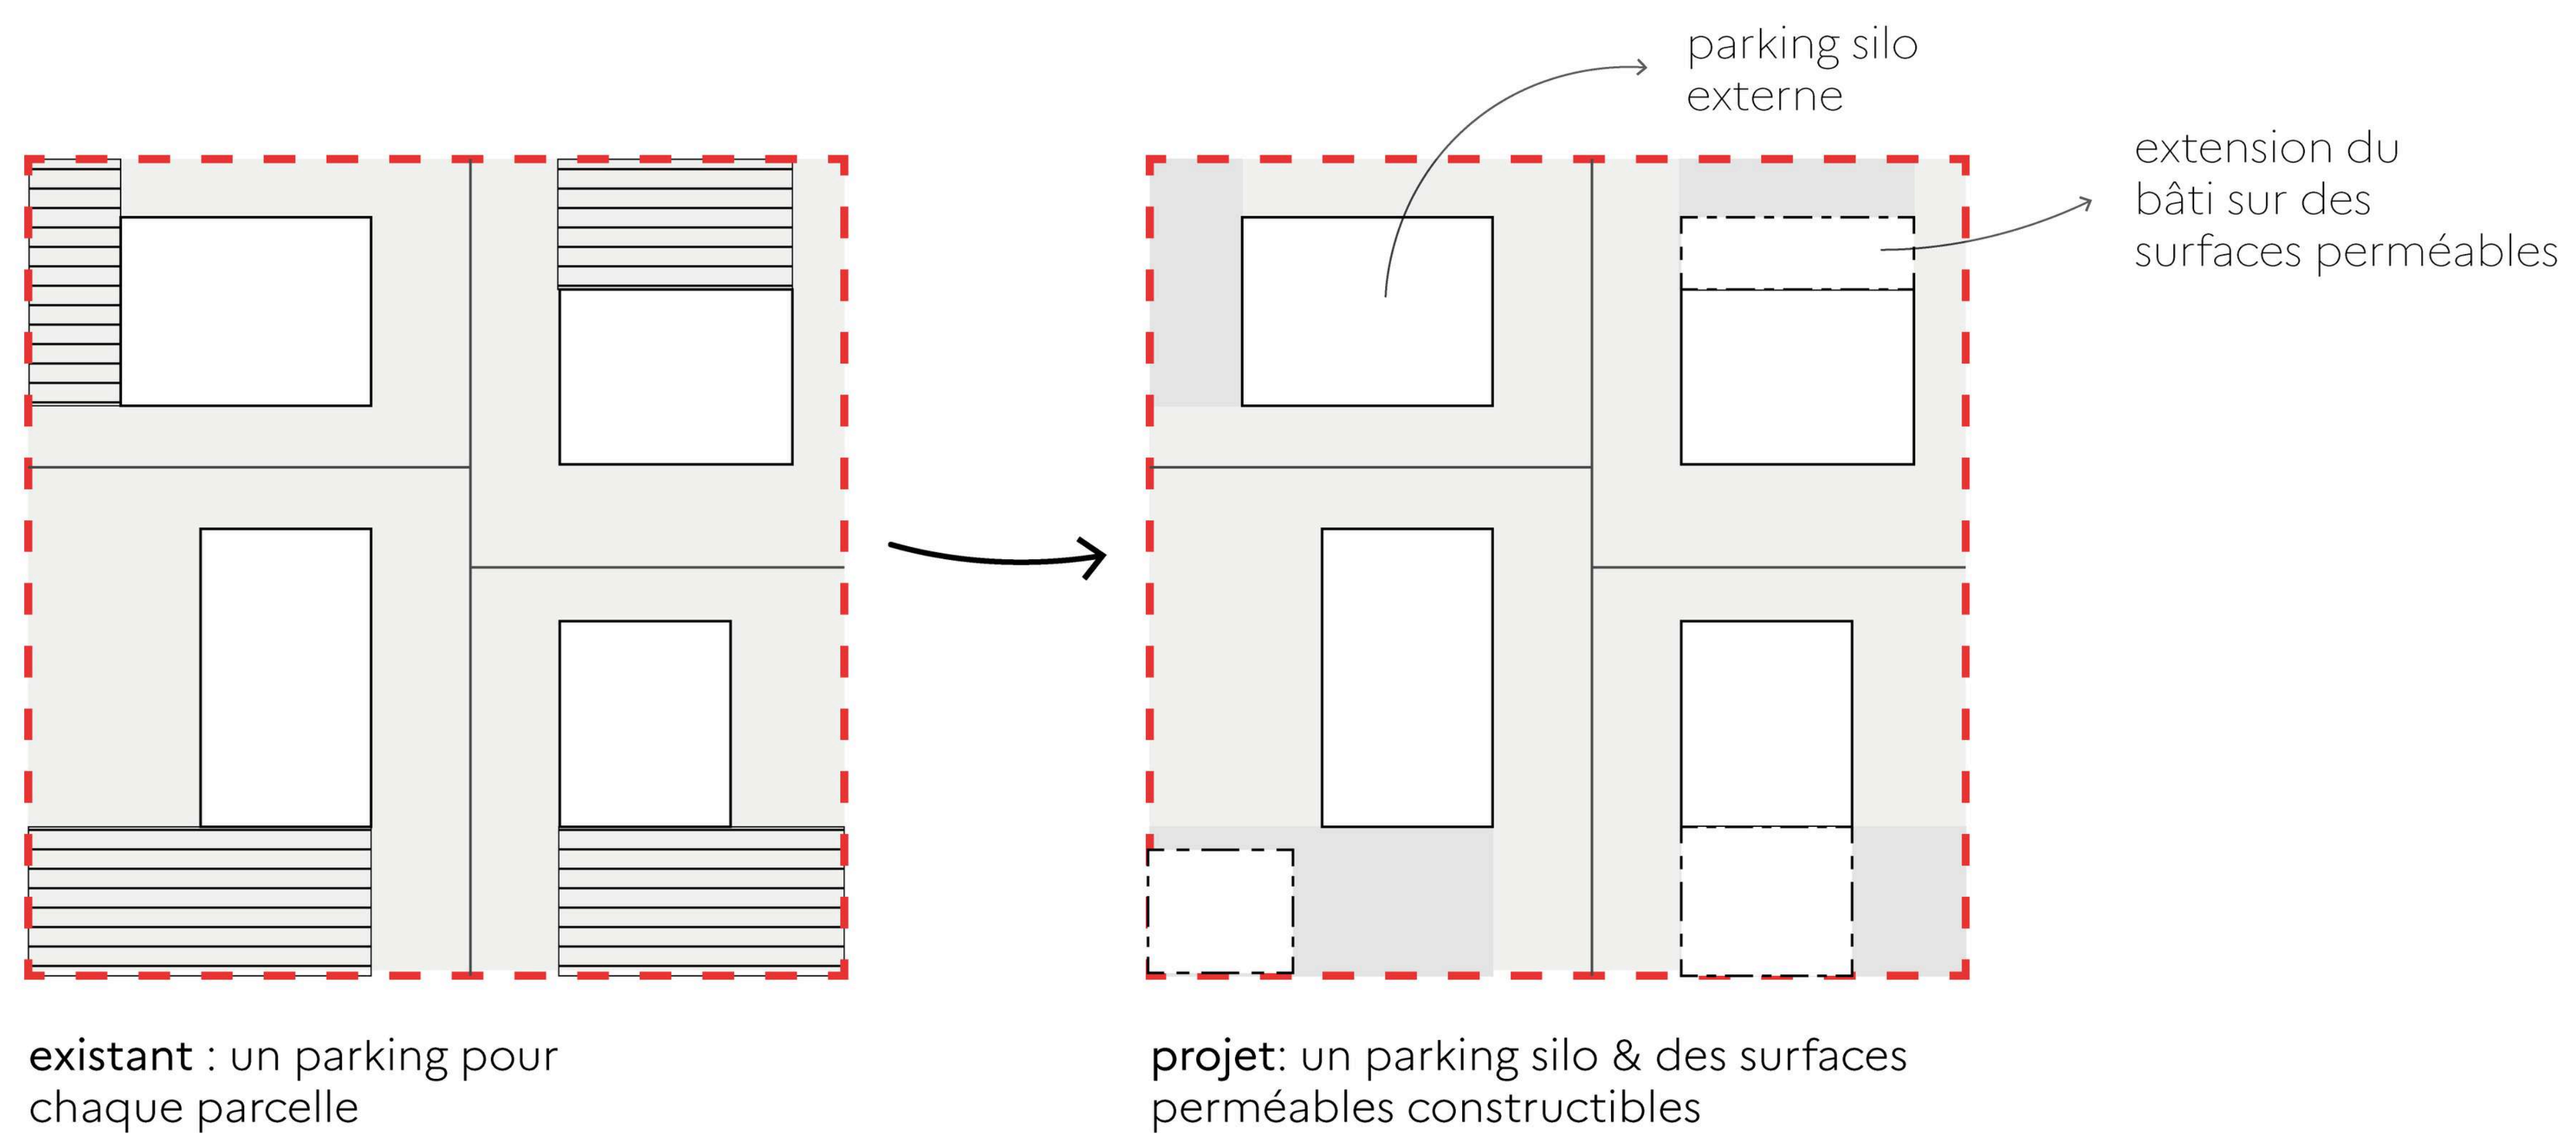 parking silo
externe
extension du
bâti sur des
surfaces perméables
existant : un parking pour
chaque parcelle
projet: un parking silo & des surfaces
perméables constructibles